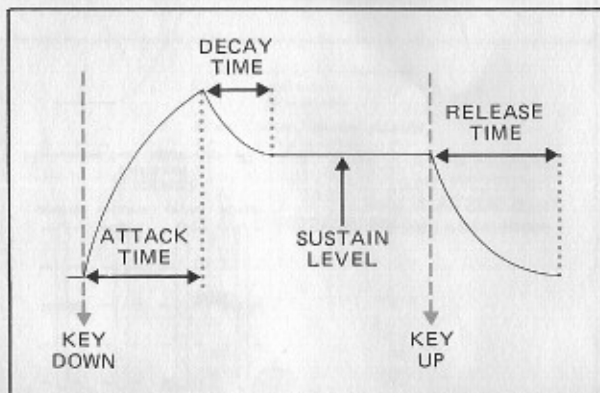 DECAY
TIME
RELEASE
TIME
ATTACK
TIME
SUSTAIN
LEVEL
KEY
DOWN
KEY
UP